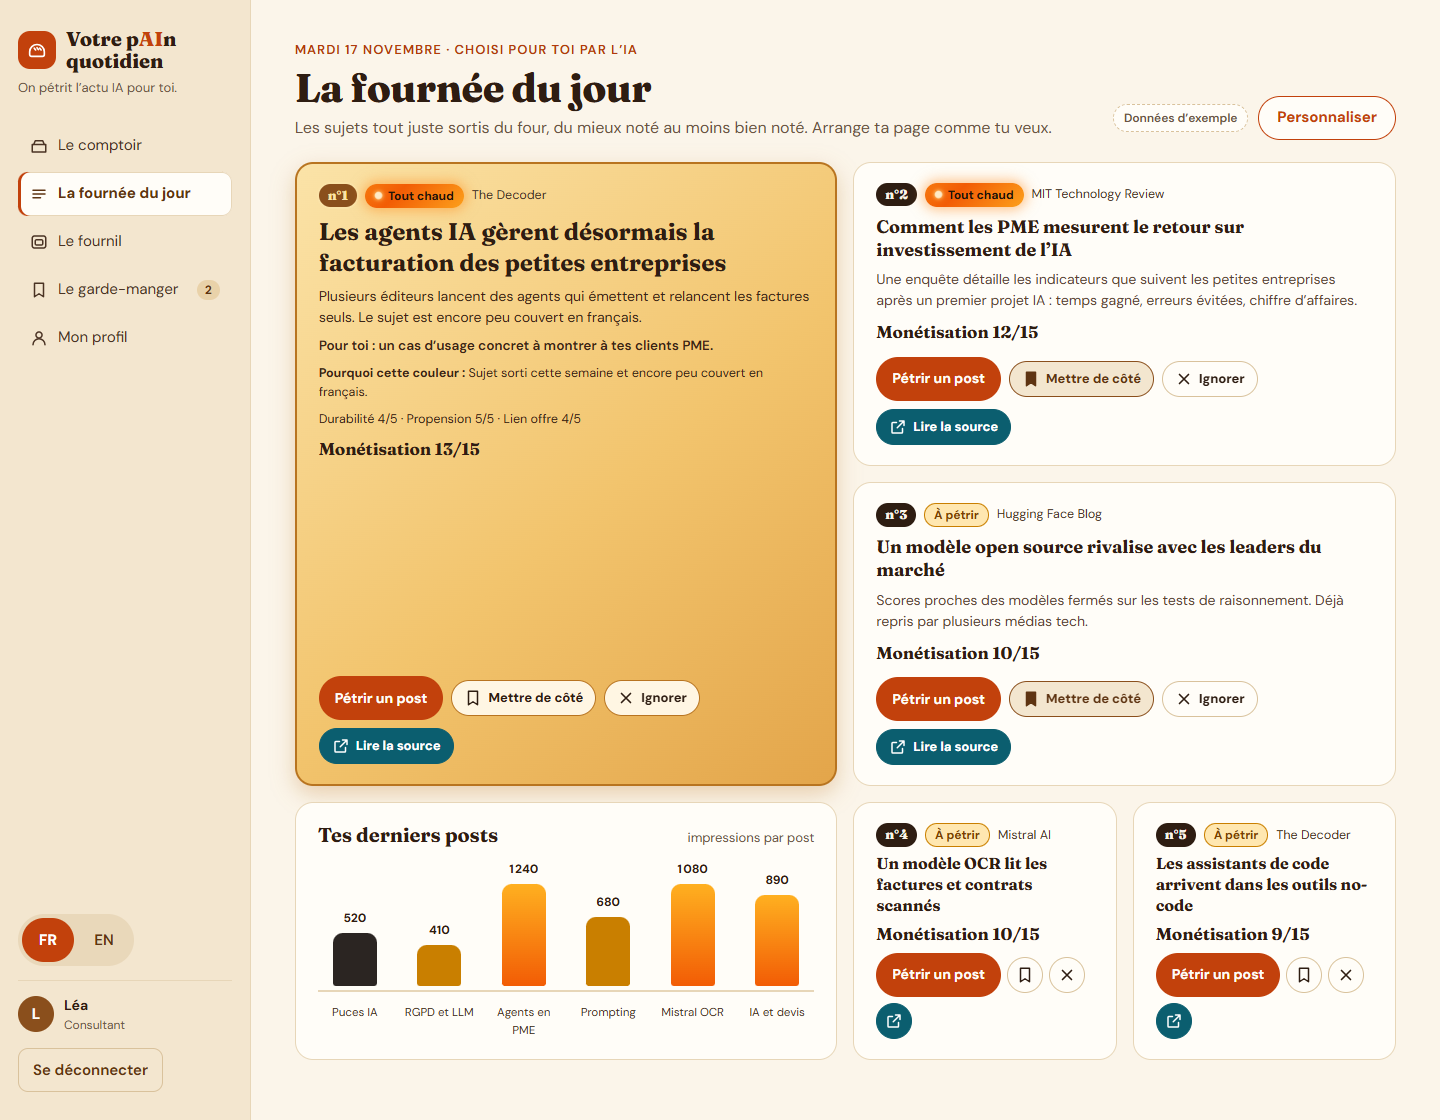 Votre pAIn
quotidien
On pétrit l’actu IA pour toi.
Le comptoir
La fournée du jour
Le fournil
Le garde-manger 2
Mon profil
FR EN
L
Léa
Consultant
Se déconnecter
MARDI 17 NOVEMBRE · CHOISI POUR TOI PAR L’IA
La fournée du jour
Les sujets tout juste sortis du four, du mieux noté au moins bien noté. Arrange ta page comme tu veux.
Données d’exemple
Personnaliser
n°1 Tout chaud The Decoder
Les agents IA gèrent désormais la
facturation des petites entreprises
Plusieurs éditeurs lancent des agents qui émettent et relancent les factures
seuls. Le sujet est encore peu couvert en français.
Pour toi : un cas d’usage concret à montrer à tes clients PME.
Pourquoi cette couleur : Sujet sorti cette semaine et encore peu couvert en
français.
Durabilité 4/5 · Propension 5/5 · Lien offre 4/5
Monétisation 13/15
Pétrir un post Mettre de côté Ignorer
Lire la source
n°2 Tout chaud MIT Technology Review
Comment les PME mesurent le retour sur
investissement de l’IA
Une enquête détaille les indicateurs que suivent les petites entreprises
après un premier projet IA : temps gagné, erreurs évitées, chiffre d’affaires.
Monétisation 12/15
Pétrir un post Mettre de côté Ignorer
Lire la source
n°3 À pétrir Hugging Face Blog
Un modèle open source rivalise avec les leaders du
marché
Scores proches des modèles fermés sur les tests de raisonnement. Déjà
repris par plusieurs médias tech.
Monétisation 10/15
Pétrir un post Mettre de côté Ignorer
Lire la source
Tes derniers posts impressions par post
520 410 1240 680 1080 890
Puces IA RGPD et LLM Agents en Prompting Mistral OCR IA et devis
PME
n°4 À pétrir Mistral AI
Un modèle OCR lit les
factures et contrats
scannés
Monétisation 10/15
Pétrir un post
n°5 À pétrir The Decoder
Les assistants de code
arrivent dans les outils no-
code
Monétisation 9/15
Pétrir un post